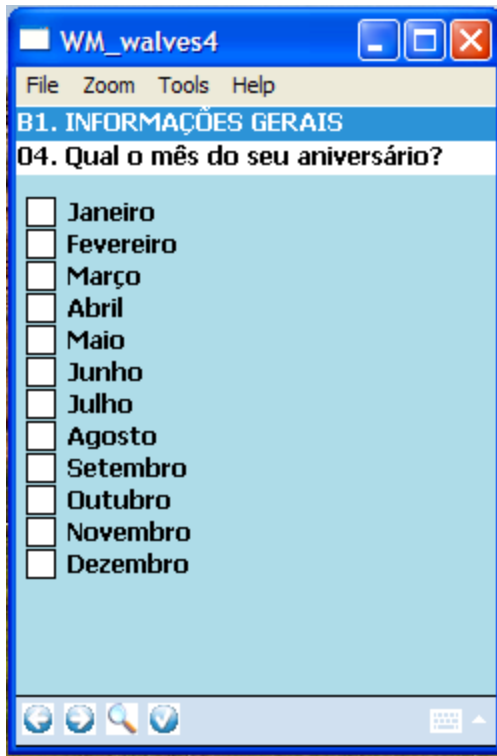 WM_walves4
File Zoom Tools Help
B1. INFORMAÇÕES GERAIS
04. Qual o mês do seu aniversário?
Janeiro
Fevereiro
Março
Abril
Maio
Junho
Julho
Agosto
Setembro
Outubro
Novembro
Dezembro